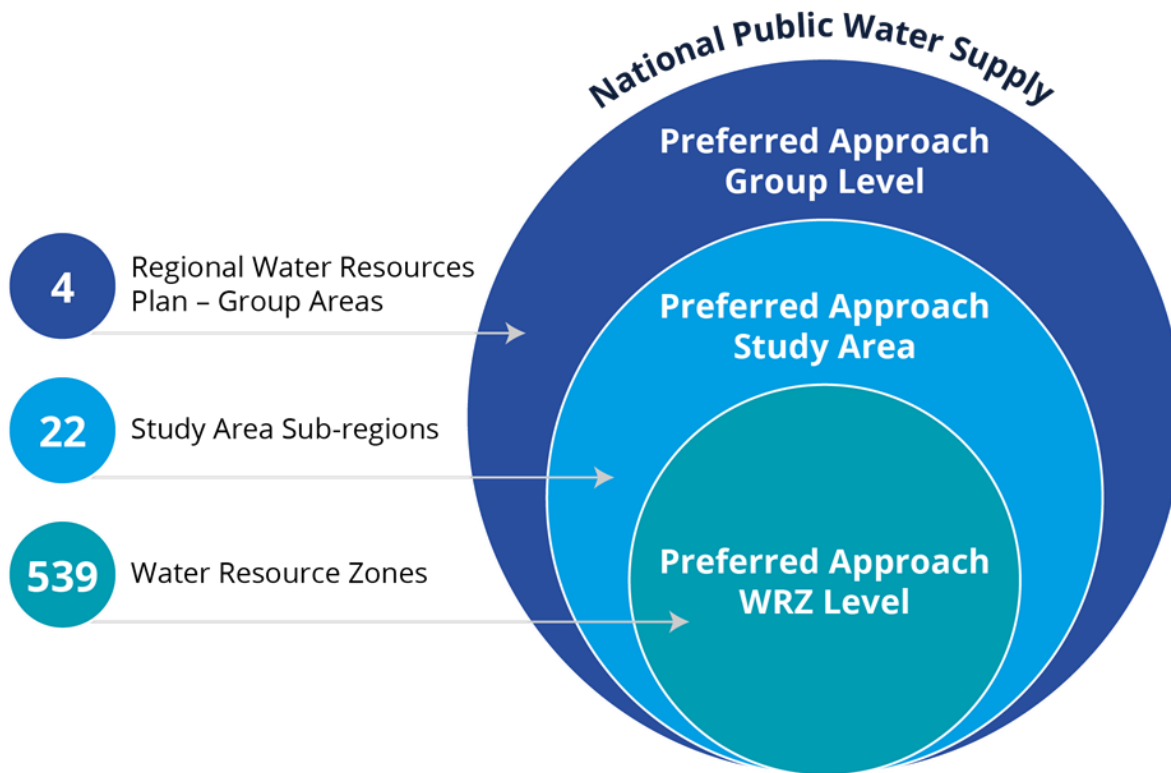 National Public Water Supply
Preferred Approach
Group Level
4
Regional Water Resources
Plan – Group Areas
Preferred Approach
Study Area
22
Study Area Sub-regions
539
Water Resource Zones
Preferred Approach
WRZ Level